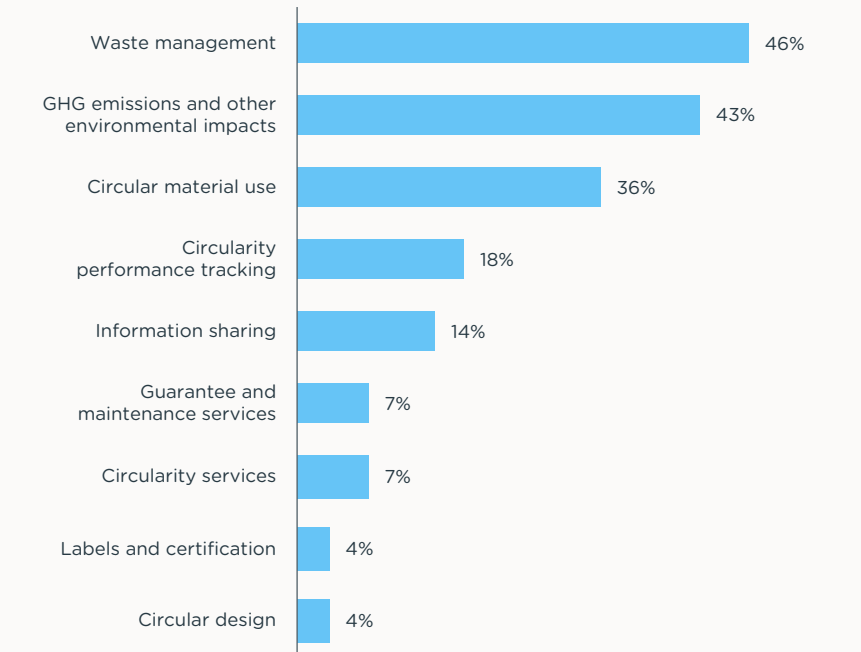 Waste management
46%
GHG emissions and other
environmental impacts
43%
Circular material use
36%
Circularity
performance tracking
18%
Information sharing
14%
Guarantee and
maintenance services
7%
Circularity services
7%
Labels and certification
4%
Circular design
4%